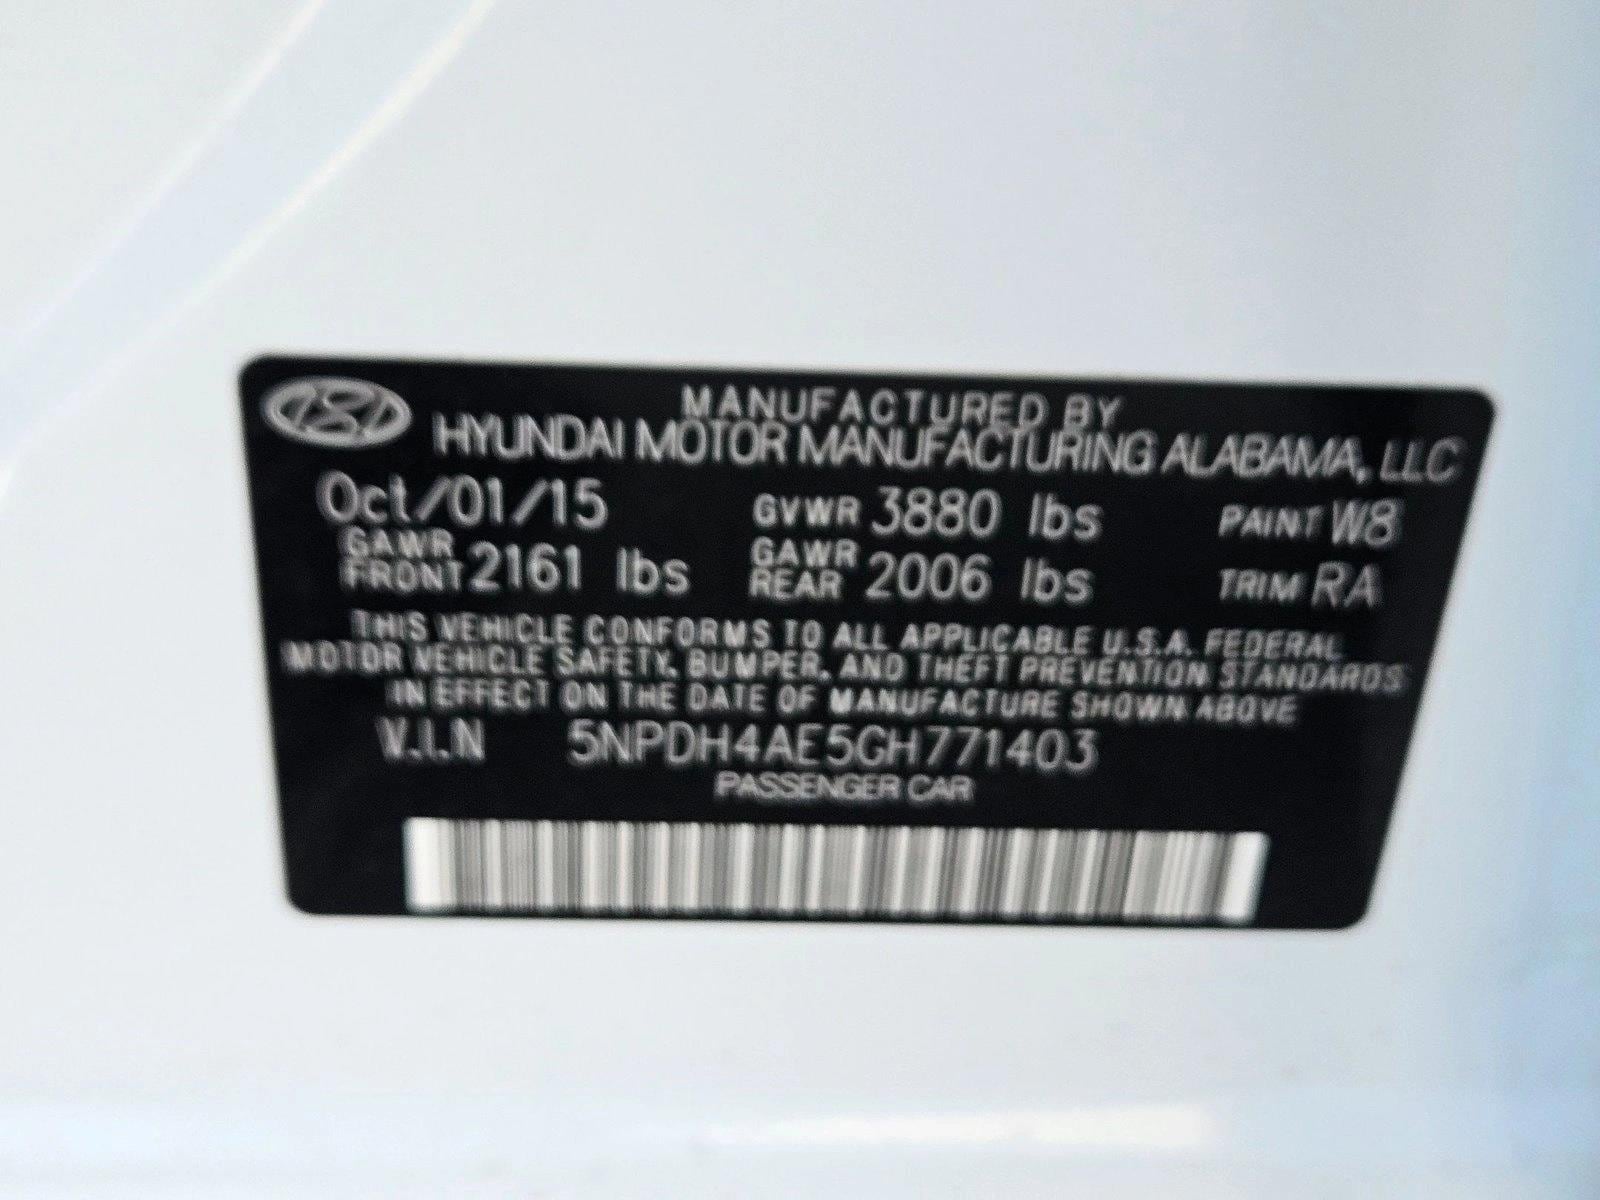 MANUFACTURED BY
HYUNDAI MOTOR MANUFACTURING ALABAMA, LLC
Oct/01/15 GVWR 3880 lbs PAINT W8
GAWR FRONT 2161 lbs GAWR REAR 2006 lbs TRIM RA
THIS VEHICLE CONFORMS TO ALL APPLICABLE U.S.A. FEDERAL
MOTOR VEHICLE SAFETY, BUMPER, AND THEFT PREVENTION STANDARDS
IN EFFECT ON THE DATE OF MANUFACTURE SHOWN ABOVE
V.I.N 5NPDH4AE5GH771403
PASSENGER CAR